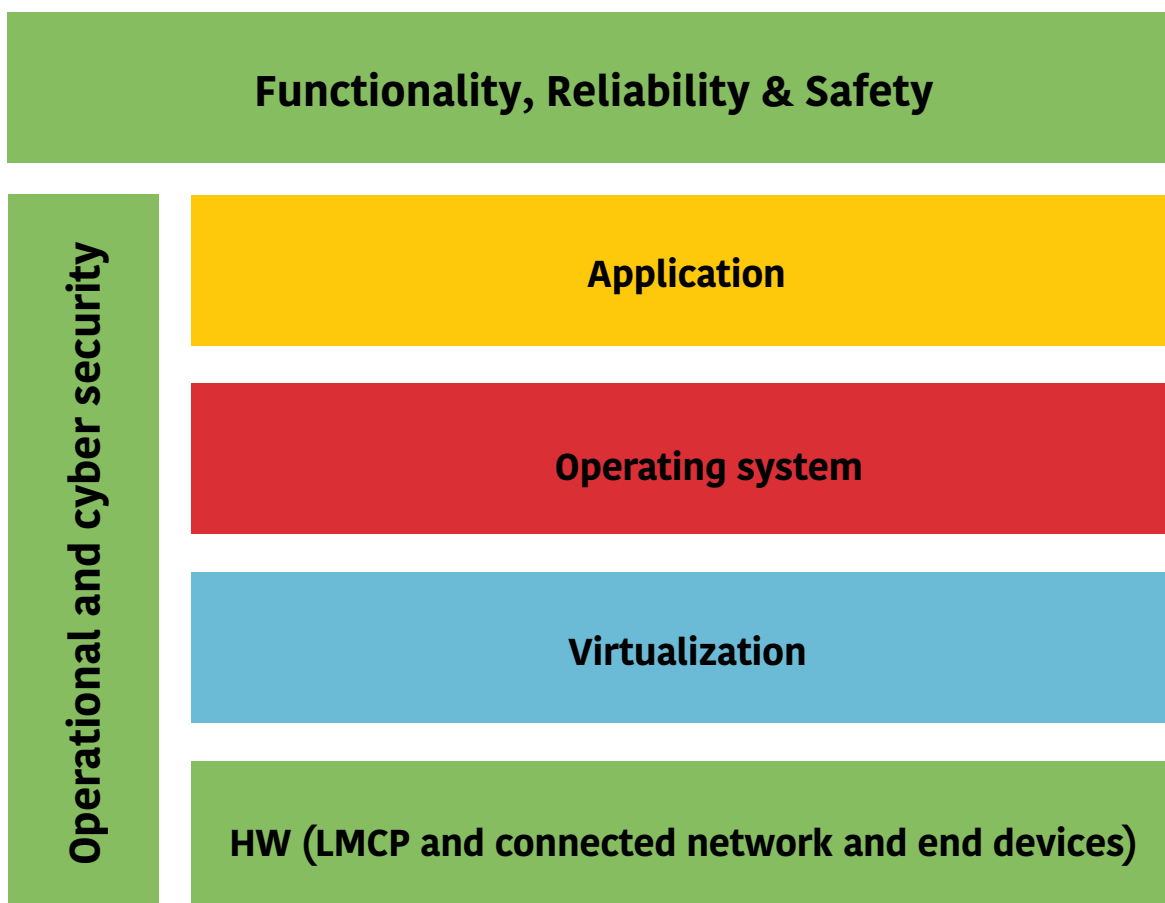 Functionality, Reliability & Safety
Operational and cyber security
Application
Operating system
Virtualization
HW (LMCP and connected network and end devices)